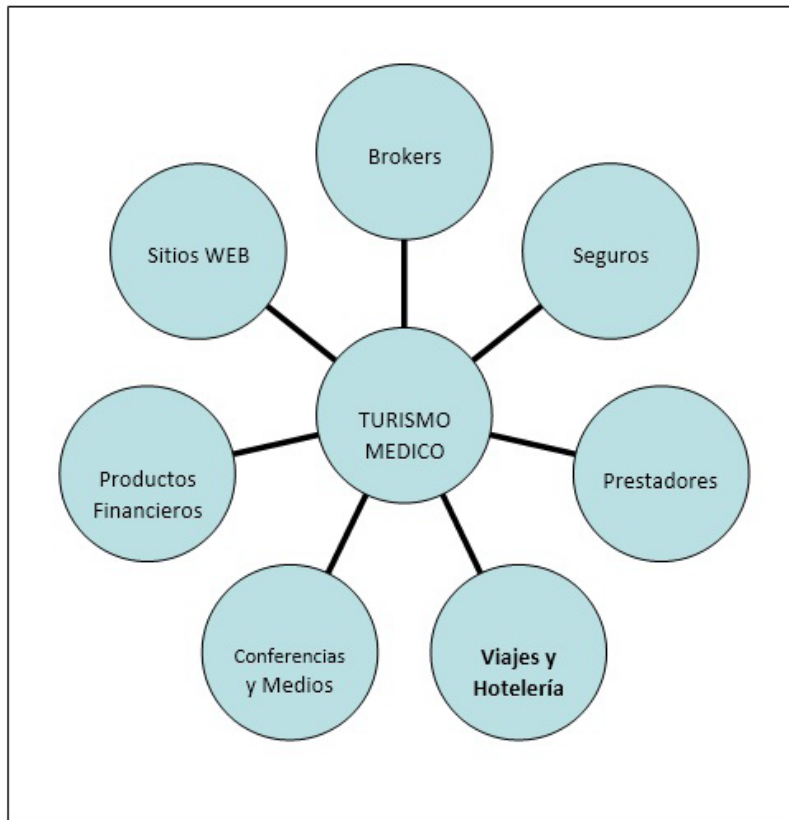 Brokers
Sitios WEB
Seguros
TURISMO
MEDICO
Productos
Financieros
Prestadores
Conferencias
y Medios
Viajes y
Hotelería